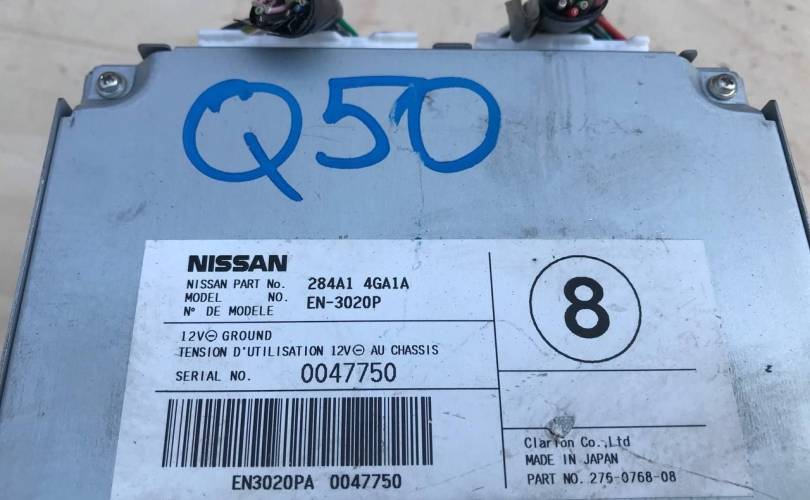 Q50
NISSAN
NISSAN PART No. 284A1 4GA1A
MODEL NO. EN-3020P
N° DE MODELE
8
12V⊖ GROUND
TENSION D'UTILISATION 12V⊖ AU CHASSIS
SERIAL NO. 0047750
EN3020PA 0047750
Clarion Co.,Ltd
MADE IN JAPAN
PART NO. 276-0768-08